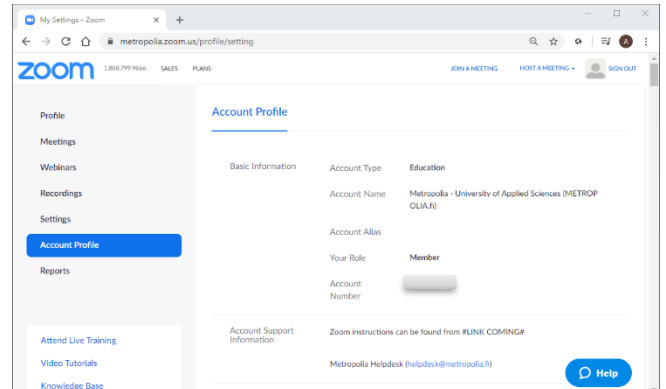 My Settings - Zoom
metropolia.zoom.us/profile/setting
A
zoom 1.888.799.9666 SALES PLANS JOIN A MEETING HOST A MEETING SIGN OUT
Profile
Meetings
Webinars
Recordings
Settings
Account Profile
Reports
Attend Live Training
Video Tutorials
Knowledge Base
Account Profile
Basic Information
Account Type Education
Account Name Metropolia - University of Applied Sciences (METROP
OLIA.fi)
Account Alias
Your Role Member
Account
Number
Account Support
Information
Zoom instructions can be found from #LINK COMING#
Metropolia Helpdesk (helpdesk@metropolia.fi)
Help